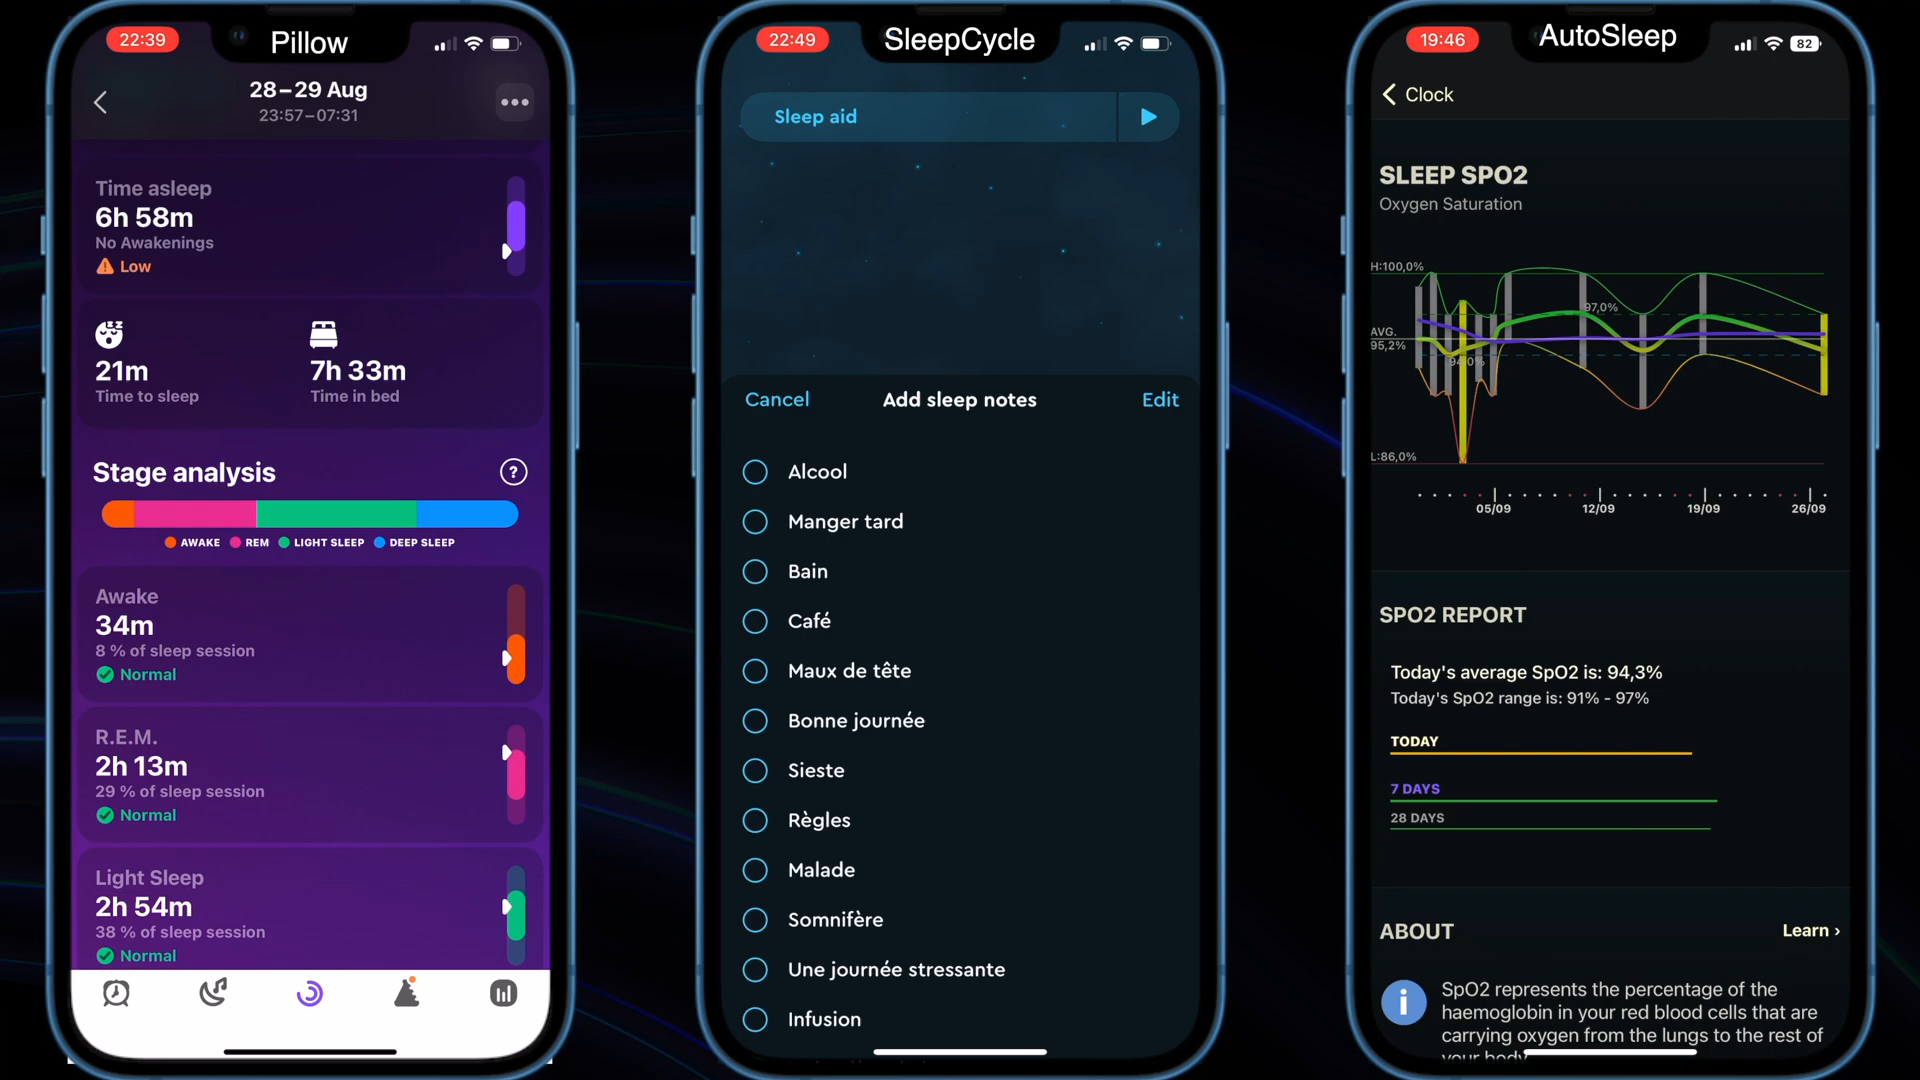 22:39
Pillow
28–29 Aug
23:57–07:31
Time asleep
6h 58m
No Awakenings
Low
21m
Time to sleep
7h 33m
Time in bed
Stage analysis
?
AWAKE REM LIGHT SLEEP DEEP SLEEP
Awake
34m
8 % of sleep session
Normal
R.E.M.
2h 13m
29 % of sleep session
Normal
Light Sleep
2h 54m
38 % of sleep session
Normal
22:49
SleepCycle
Sleep aid
Cancel Add sleep notes Edit
Alcool
Manger tard
Bain
Café
Maux de tête
Bonne journée
Sieste
Règles
Malade
Somnifère
Une journée stressante
Infusion
19:46
AutoSleep
82
Clock
SLEEP SPO2
Oxygen Saturation
H:100,0%
97,0%
AVG.
95,2%
94,0%
L:86,0%
05/09 12/09 19/09 26/09
SPO2 REPORT
Today's average SpO2 is: 94,3%
Today's SpO2 range is: 91% - 97%
TODAY
7 DAYS
28 DAYS
ABOUT Learn ›
SpO2 represents the percentage of the
haemoglobin in your red blood cells that are
carrying oxygen from the lungs to the rest of
your body